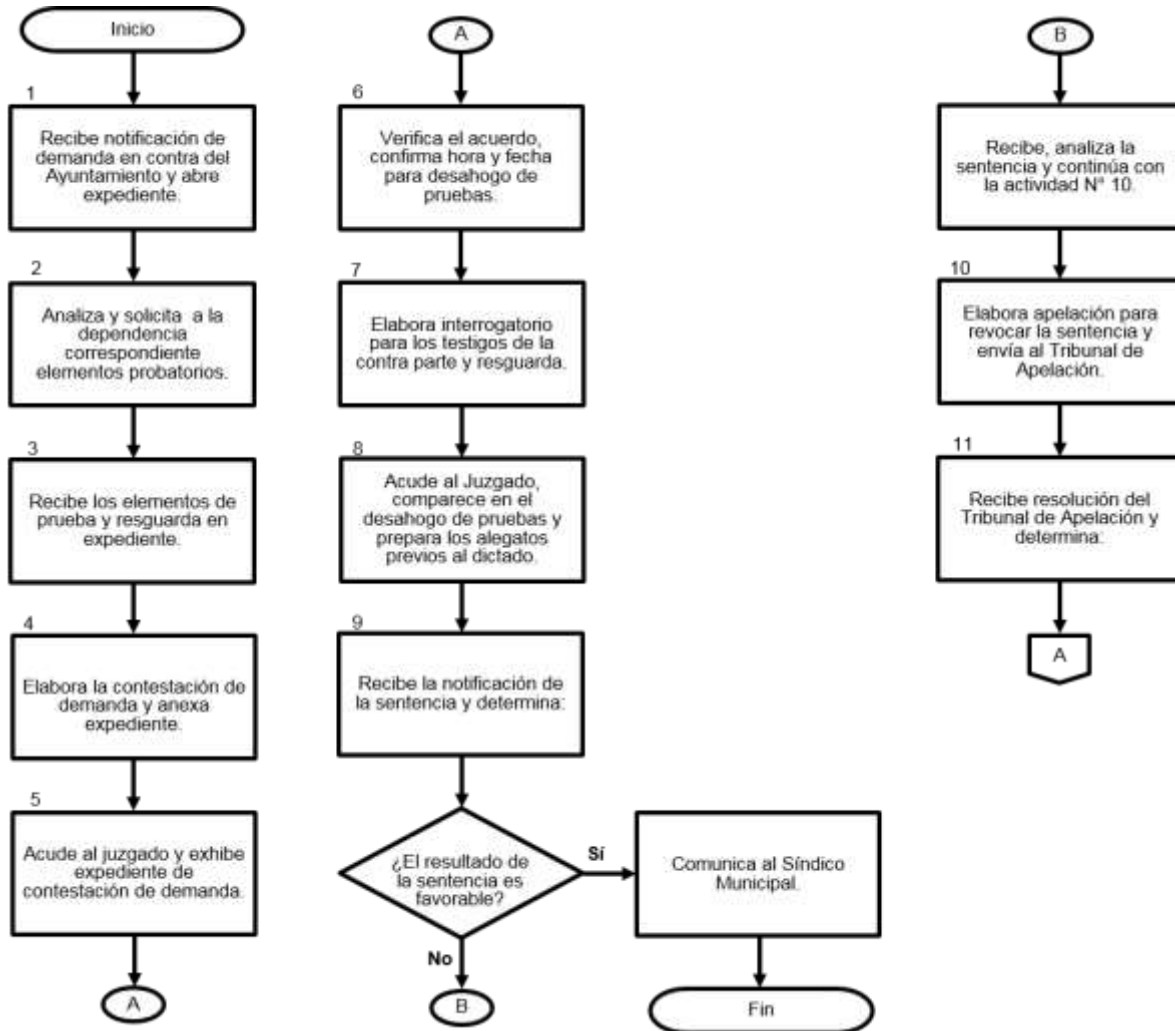 Inicio
1
Recibe notificación de
demanda en contra del
Ayuntamiento y abre
expediente.
2
Analiza y solicita a la
dependencia
correspondiente
elementos probatorios.
3
Recibe los elementos de
prueba y resguarda en
expediente.
4
Elabora la contestación de
demanda y anexa
expediente.
5
Acude al juzgado y exhibe
expediente de
contestación de demanda.
A
A
6
Verifica el acuerdo,
confirma hora y fecha
para desahogo de
pruebas.
7
Elabora interrogatorio
para los testigos de la
contra parte y resguarda.
8
Acude al Juzgado,
comparece en el
desahogo de pruebas y
prepara los alegatos
previos al dictado.
9
Recibe la notificación de
la sentencia y determina:
¿El resultado de
la sentencia es
favorable?
Sí
Comunica al Síndico
Municipal.
Fin
No
B
B
Recibe, analiza la
sentencia y continúa con
la actividad N° 10.
10
Elabora apelación para
revocar la sentencia y
envía al Tribunal de
Apelación.
11
Recibe resolución del
Tribunal de Apelación y
determina:
A